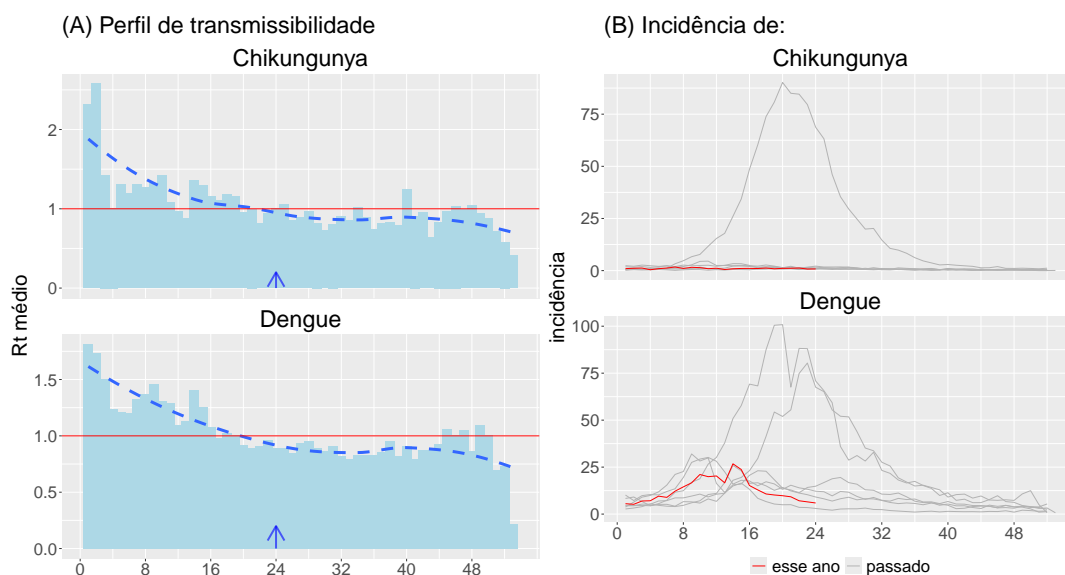 (A) Perfil de transmissibilidade
Chikungunya
2
1
0
Dengue
1.5
1.0
0.5
0.0
0 8 16 24 32 40 48
Rt médio
(B) Incidência de:
Chikungunya
75
50
25
0
Dengue
100
75
50
25
0
0 8 16 24 32 40 48
incidência
esse ano passado